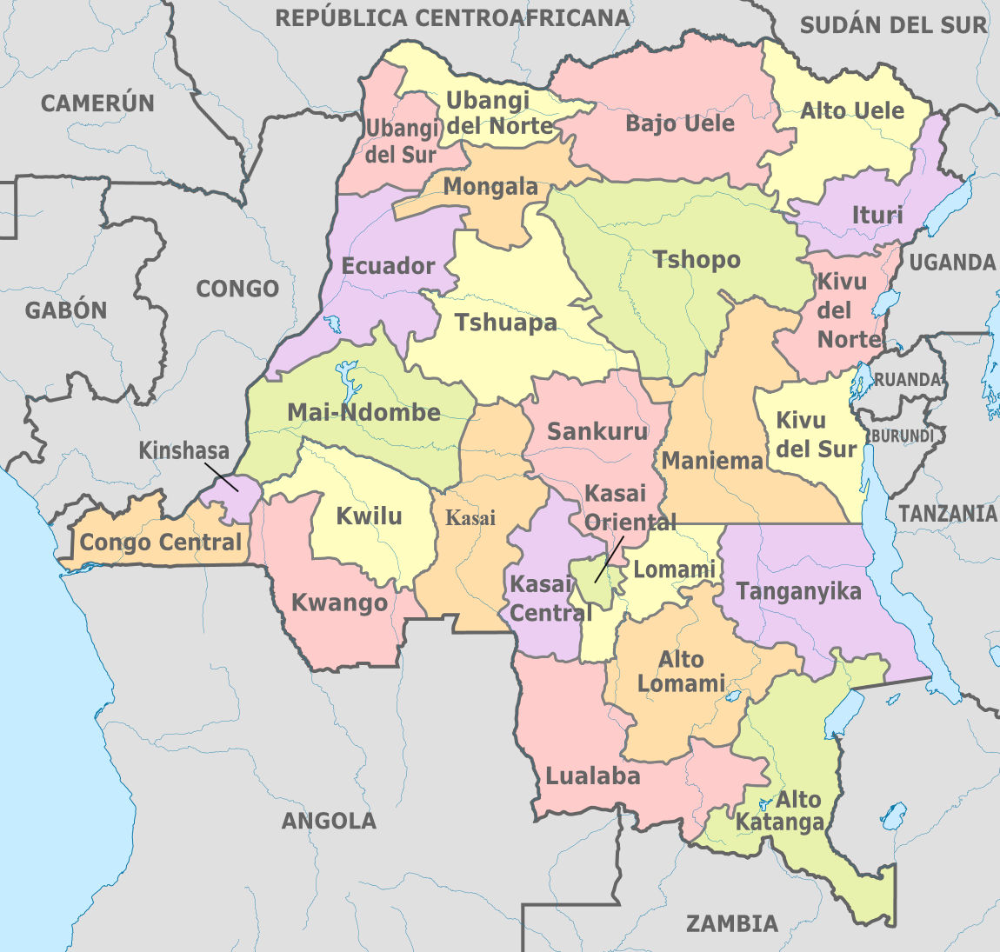 REPÚBLICA CENTROAFRICANA
SUDÁN DEL SUR
CAMERÚN
Ubangi
del Norte
Ubangi
del Sur
Bajo Uele
Alto Uele
Mongala
Ituri
Ecuador
Tshopo
UGANDA
CONGO
GABÓN
Kivu
del
Norte
Tshuapa
RUANDA
Mai-Ndombe
Sankuru
Kivu
del Sur
BURUNDI
Kinshasa
Maniema
Kasai
Oriental
TANZANIA
Kwilu
Kasai
Congo Central
Lomami
Kasai
Central
Tanganyika
Kwango
Alto
Lomami
Lualaba
Alto
Katanga
ANGOLA
ZAMBIA